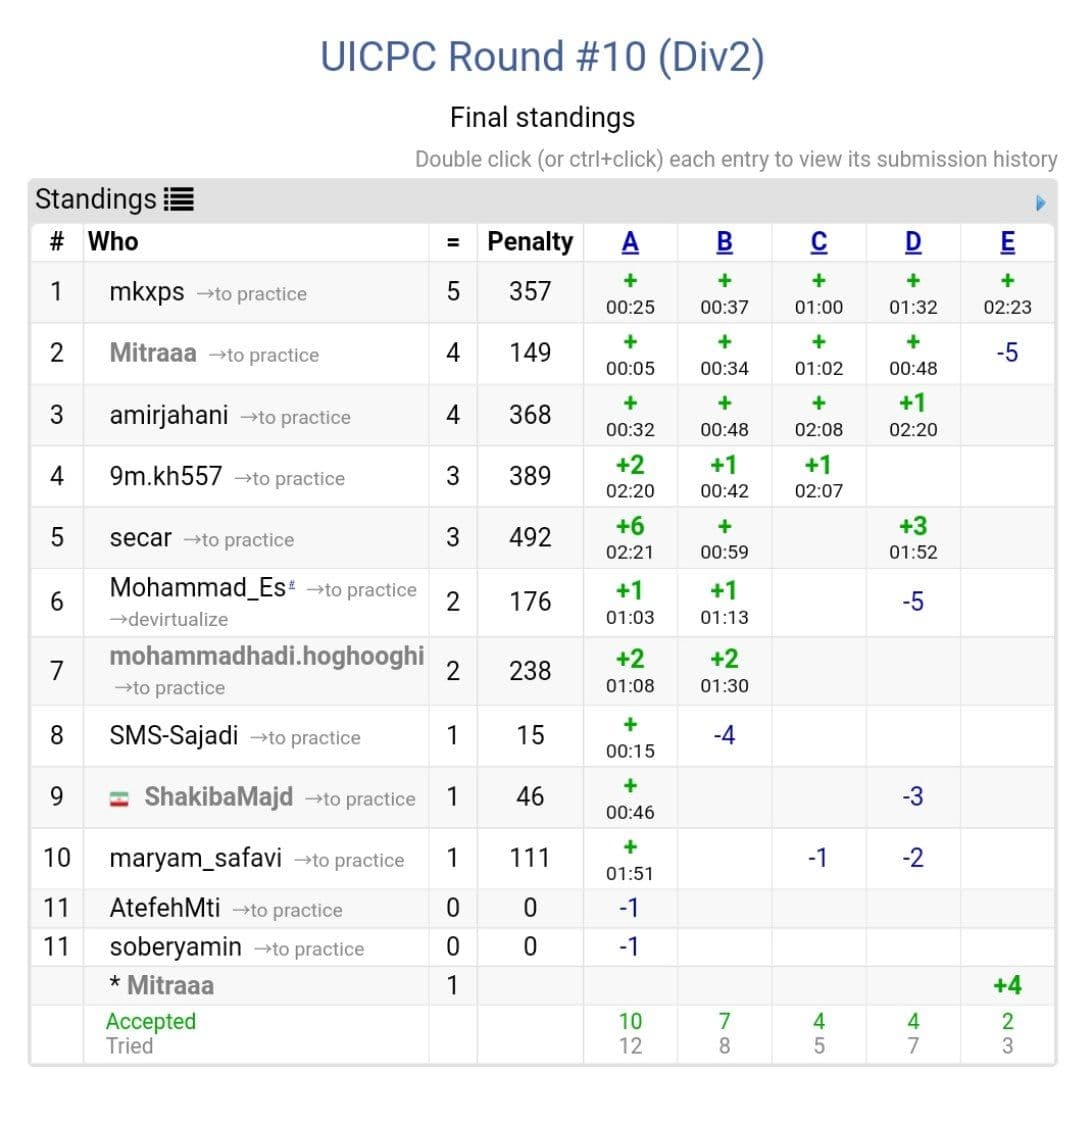 UICPC Round #10 (Div2)
Final standings
Double click (or ctrl+click) each entry to view its submission history
Standings
# Who = Penalty A B C D E
1 mkxps →to practice 5 357 + 00:25 + 00:37 + 01:00 + 01:32 + 02:23
2 Mitraaa →to practice 4 149 + 00:05 + 00:34 + 01:02 + 00:48 -5
3 amirjahani →to practice 4 368 + 00:32 + 00:48 + 02:08 +1 02:20
4 9m.kh557 →to practice 3 389 +2 02:20 +1 00:42 +1 02:07
5 secar →to practice 3 492 +6 02:21 + 00:59 +3 01:52
6 Mohammad_Es# →to practice →devirtualize 2 176 +1 01:03 +1 01:13 -5
7 mohammadhadi.hoghooghi →to practice 2 238 +2 01:08 +2 01:30
8 SMS-Sajadi →to practice 1 15 + 00:15 -4
9 ShakibaMajd →to practice 1 46 + 00:46 -3
10 maryam_safavi →to practice 1 111 + 01:51 -1 -2
11 AtefehMti →to practice 0 0 -1
11 soberyamin →to practice 0 0 -1
* Mitraaa 1 +4
Accepted 10 7 4 4 2
Tried 12 8 5 7 3